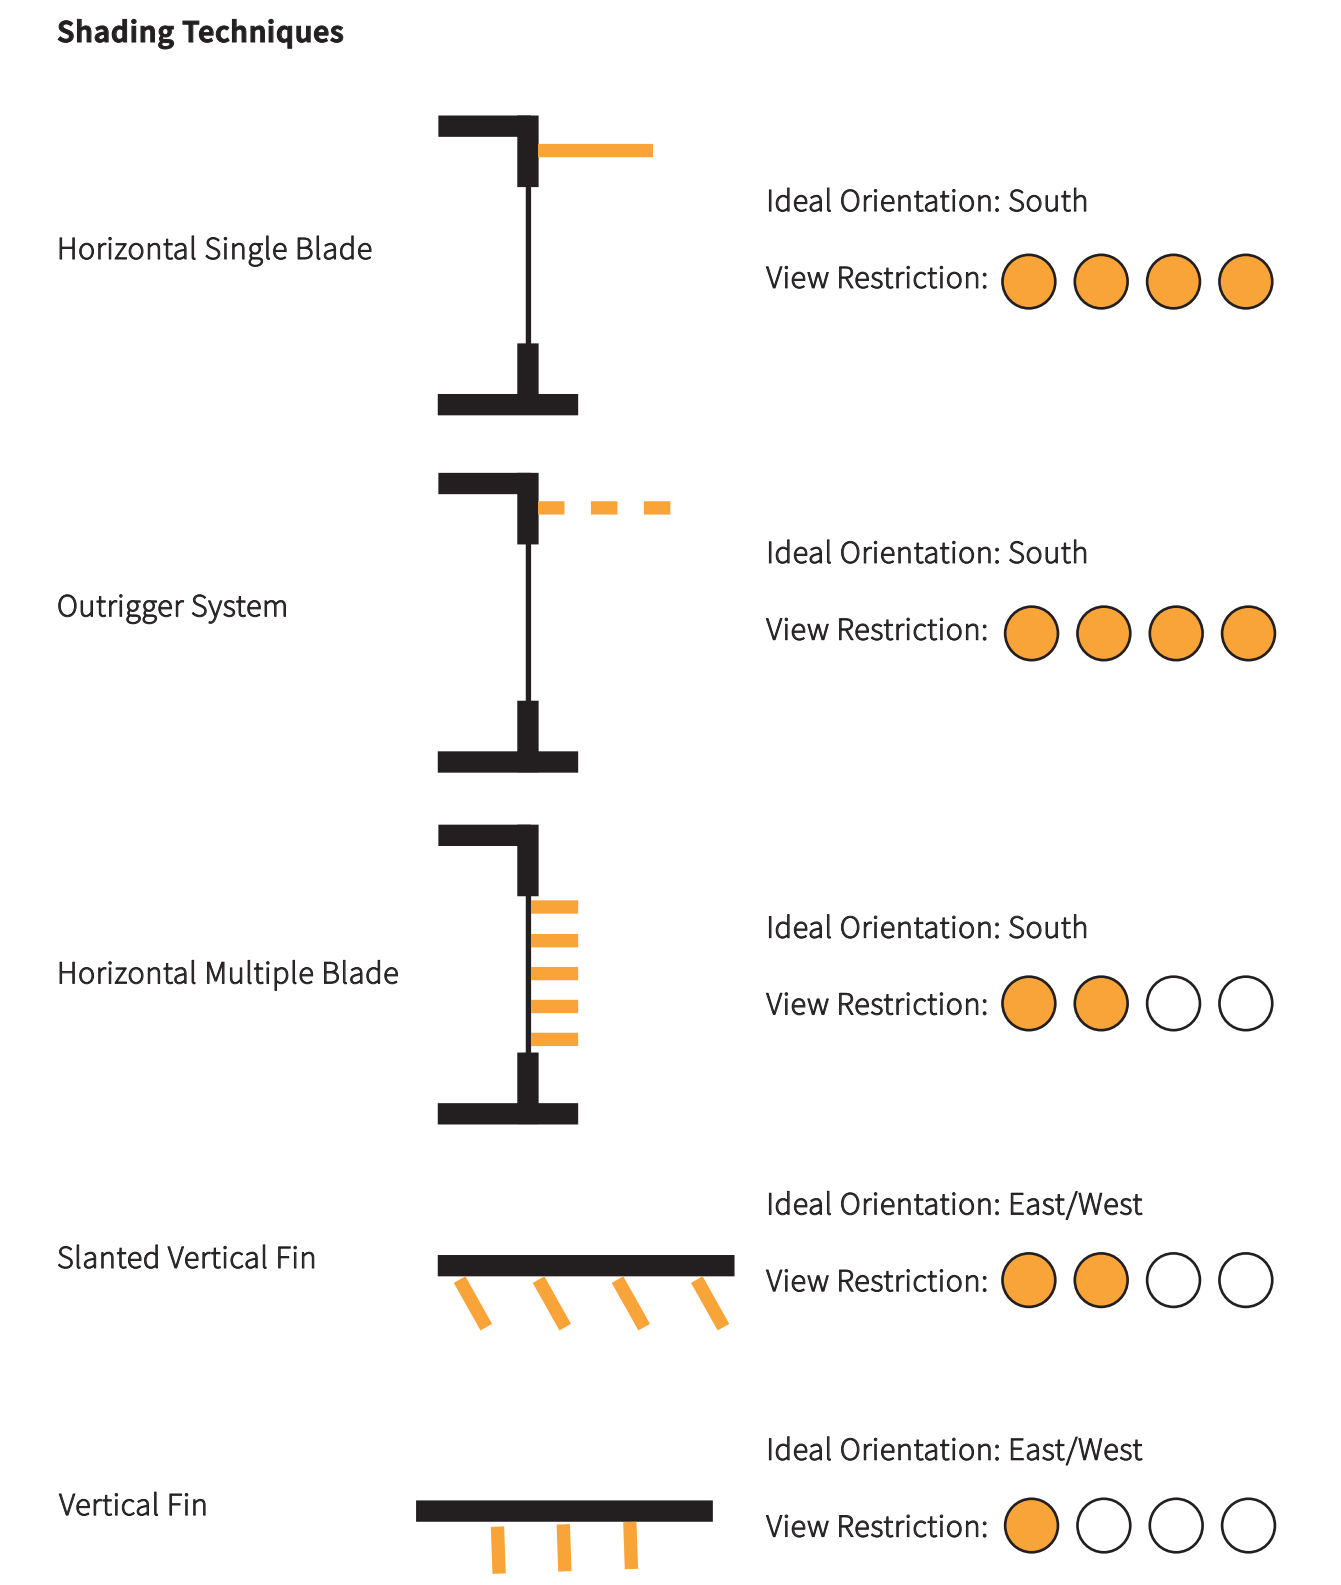 Shading Techniques
Horizontal Single Blade
Ideal Orientation: South
View Restriction:
Outrigger System
Ideal Orientation: South
View Restriction:
Horizontal Multiple Blade
Ideal Orientation: South
View Restriction:
Slanted Vertical Fin
Ideal Orientation: East/West
View Restriction:
Vertical Fin
Ideal Orientation: East/West
View Restriction: